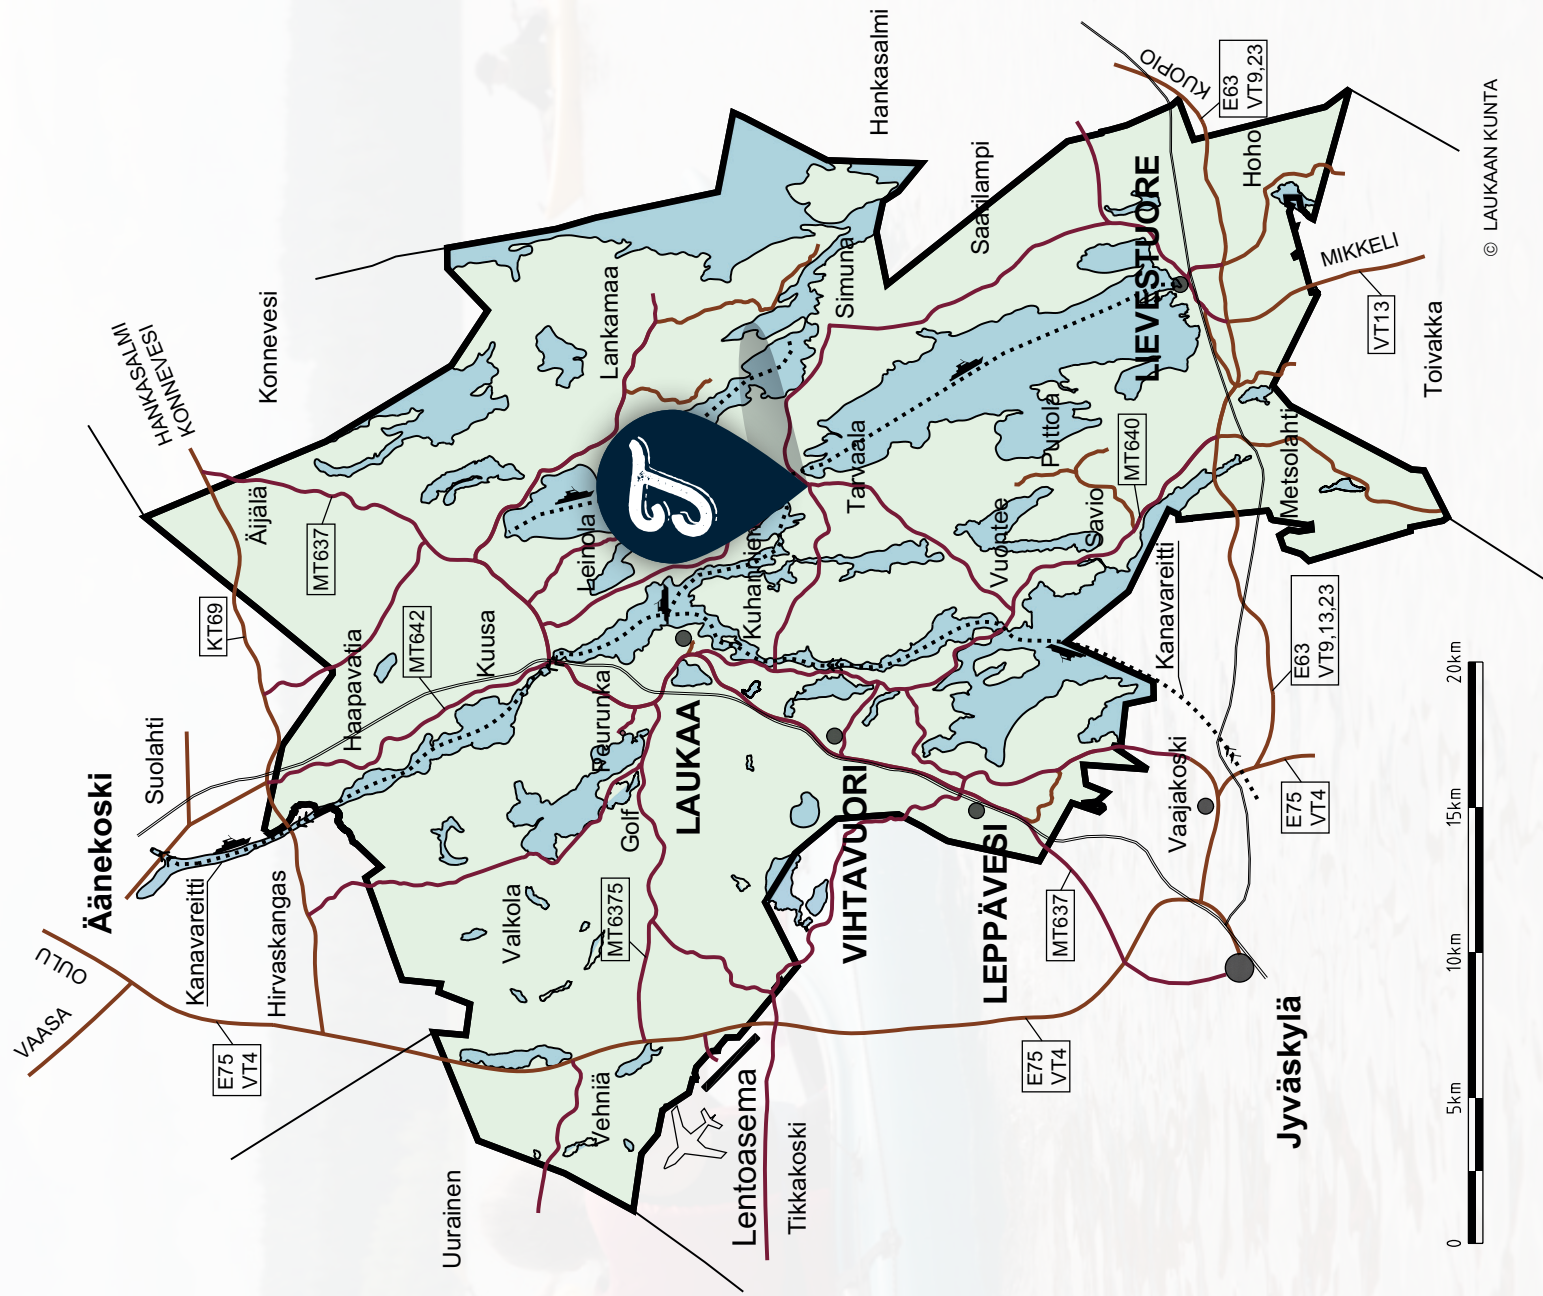 Äänekoski
Suolahti
HANKASALMI
KONNEVESI
Konnevesi
Hankasalmi
OULU
VAASA
Kanavareitti
Hirvaskangas
E75
VT4
KT69
Äijälä
MT637
Haapavatia
MT642
Kuusa
Leinola
Lankamaa
Simuna
Saarilampi
Uurainen
Vehniä
Valkola
MT6375
Golf
Peurunka
LAUKAA
Kuhaniemi
Tarvaala
Lentoasema
Tikkakoski
VIHTAVUORI
LEPPÄVESI
Vuontee
Savio
Puttola
MT640
LIEVESTUORE
Hoho
KUOPIO
E63
VT9,23
MIKKELI
VT13
Toivakka
Metsolahti
Kanavareitti
E63
VT9,13,23
Vaajakoski
E75
VT4
MT637
E75
VT4
Jyväskylä
0
5km
10km
15km
20km
© LAUKAAN KUNTA